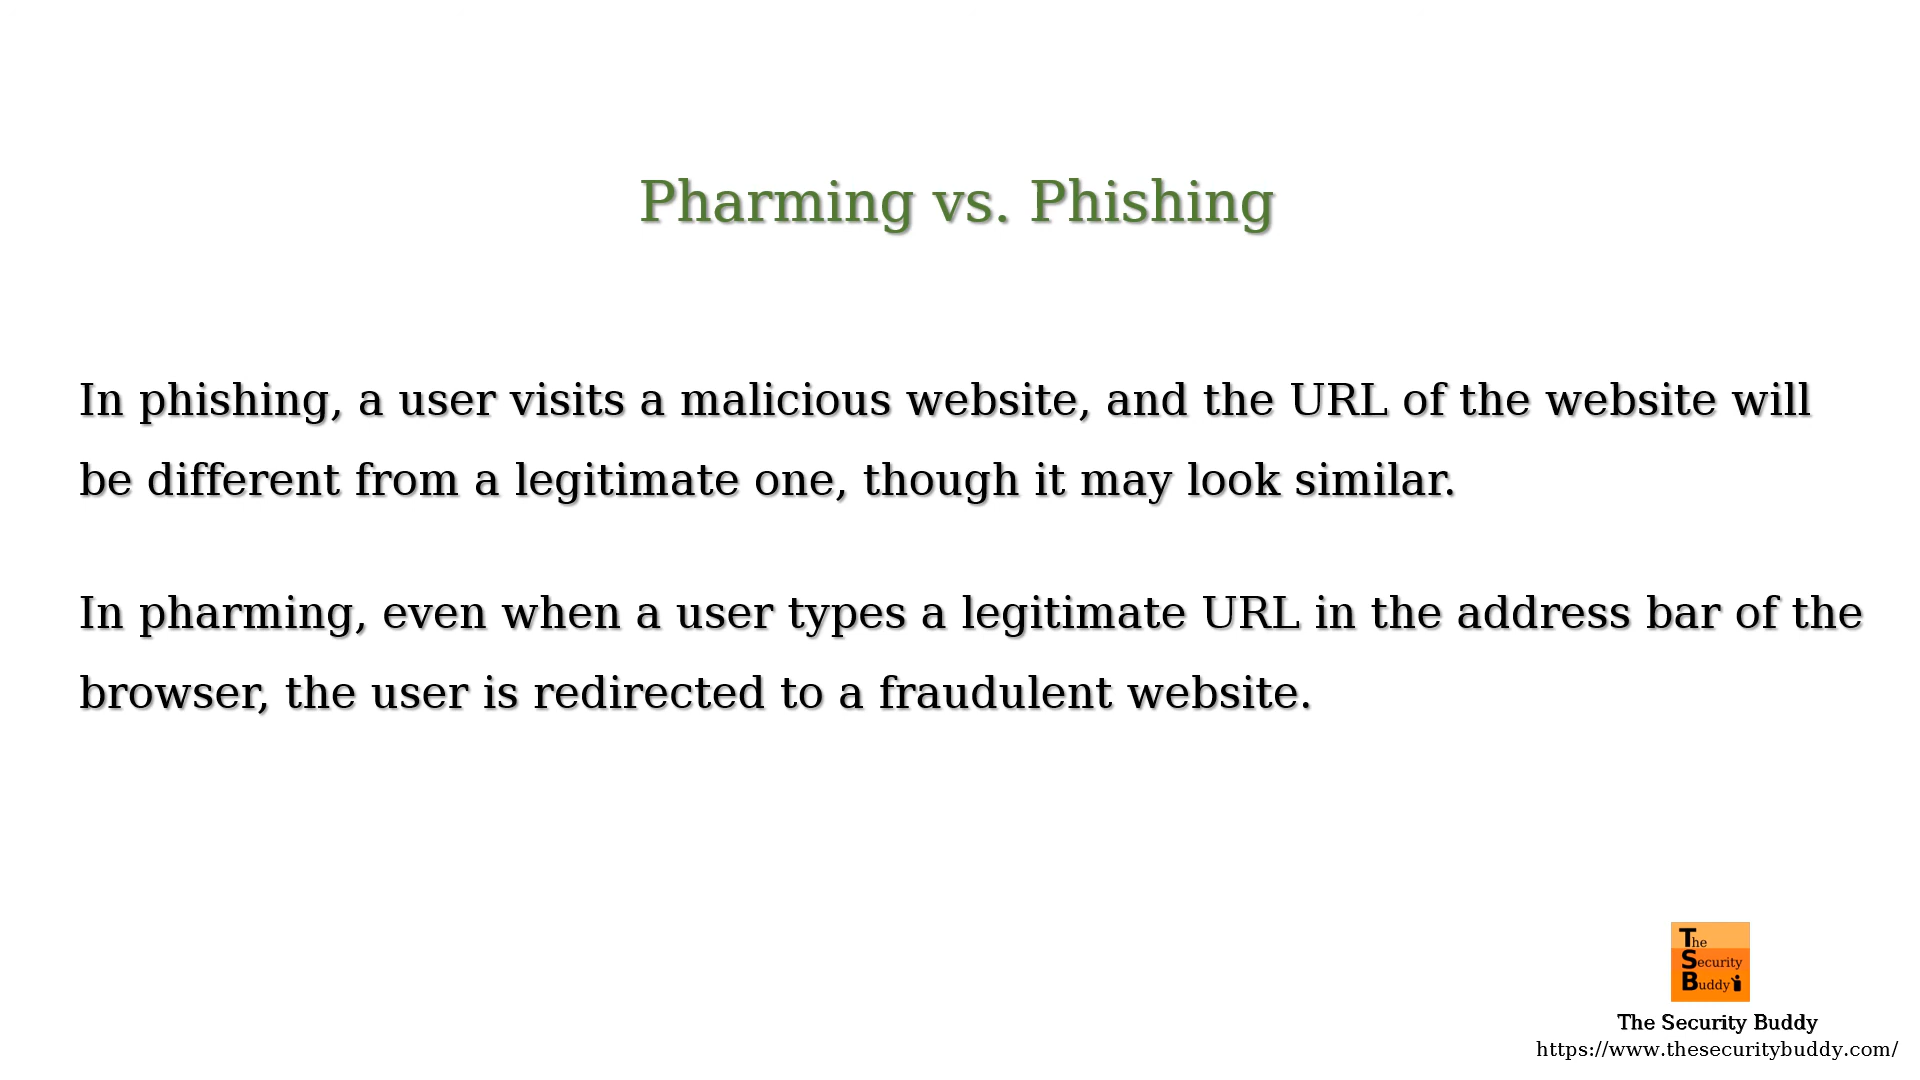 Pharming vs. Phishing
In phishing, a user visits a malicious website, and the URL of the website will
be different from a legitimate one, though it may look similar.
In pharming, even when a user types a legitimate URL in the address bar of the
browser, the user is redirected to a fraudulent website.
The
Security
Buddy
The Security Buddy
https://www.thesecuritybuddy.com/